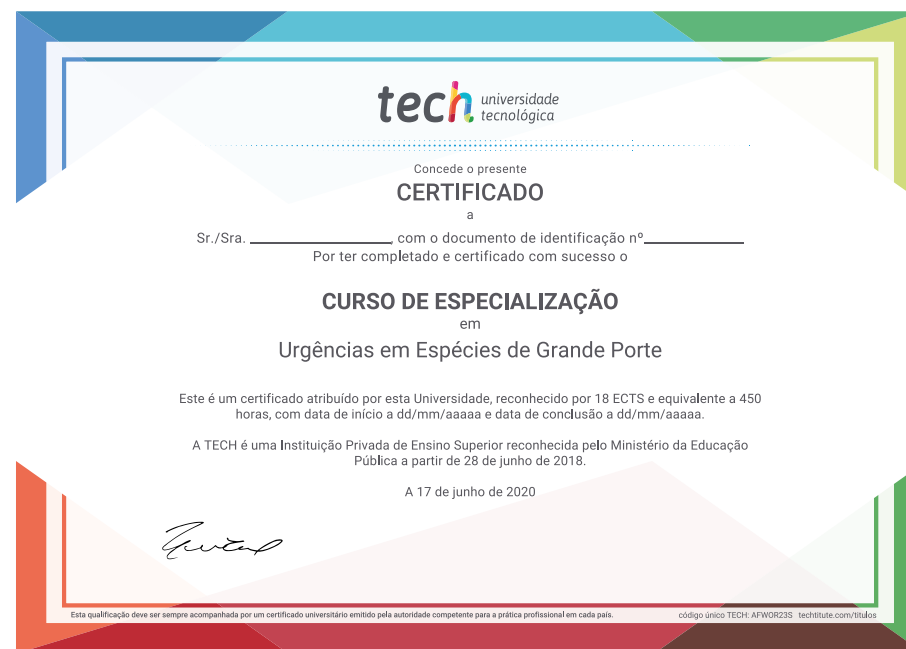 tech universidade
tecnológica
Concede o presente
CERTIFICADO
a
Sr./Sra. ____________________, com o documento de identificação nº______________
Por ter completado e certificado com sucesso o
CURSO DE ESPECIALIZAÇÃO
em
Urgências em Espécies de Grande Porte
Este é um certificado atribuído por esta Universidade, reconhecido por 18 ECTS e equivalente a 450
horas, com data de início a dd/mm/aaaaa e data de conclusão a dd/mm/aaaaa.
A TECH é uma Instituição Privada de Ensino Superior reconhecida pelo Ministério da Educação
Pública a partir de 28 de junho de 2018.
A 17 de junho de 2020
Esta qualificação deve ser sempre acompanhada por um certificado universitário emitido pela autoridade competente para a prática profissional em cada país.
código único TECH: AFWOR23S techtitute.com/titulos